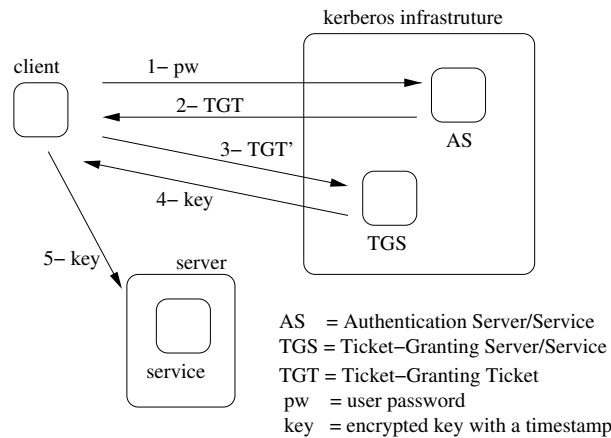 kerberos infrastruture
client
1− pw
2− TGT
AS
3− TGT'
4− key
TGS
5− key
server
service
AS = Authentication Server/Service
TGS = Ticket−Granting Server/Service
TGT = Ticket−Granting Ticket
pw = user password
key = encrypted key with a timestamp